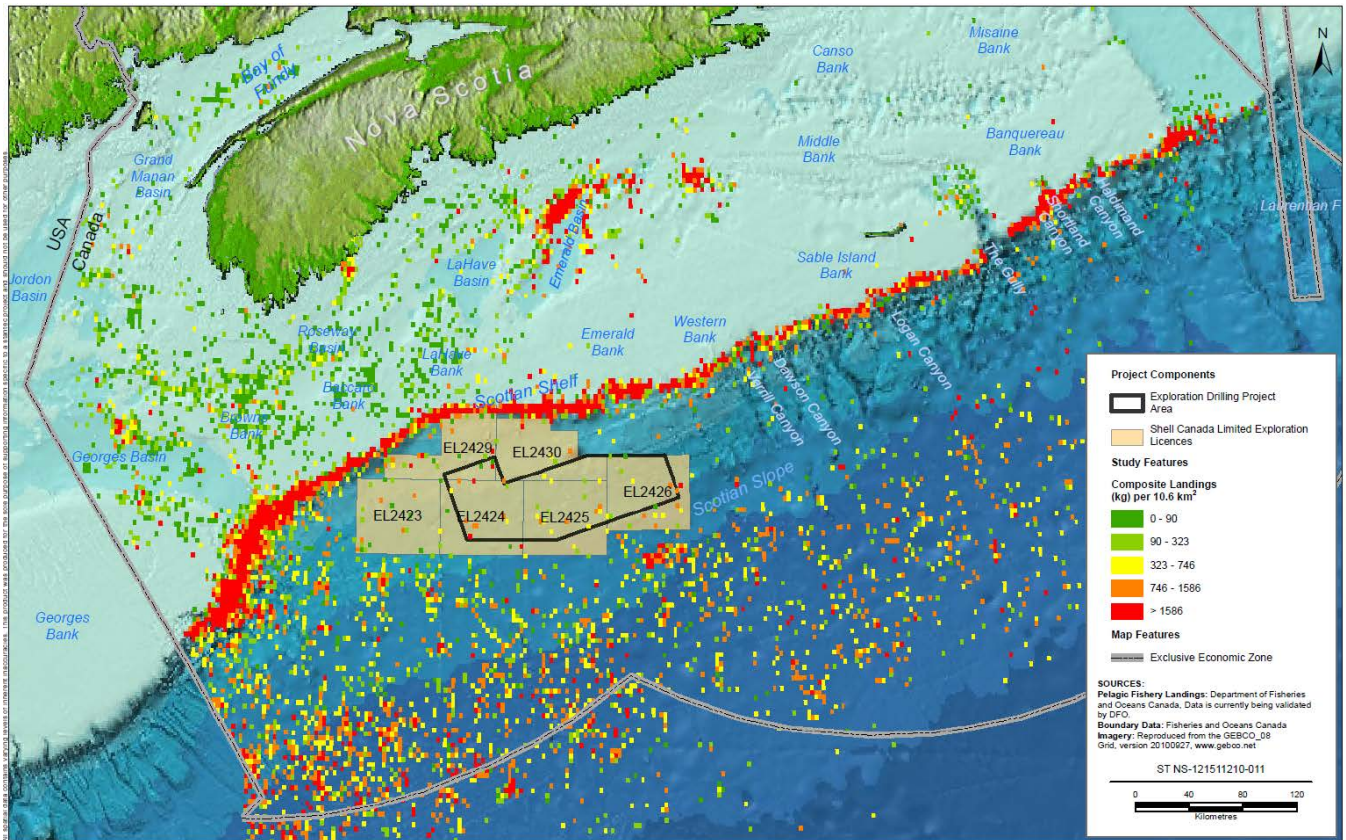 Misaine
Bank
Canso
Bank
N
Bay of
Fundy
Nova Scotia
Middle
Bank
Banquereau
Bank
Grand
Manan
Basin
USA
Canada
Haldimand
Canyon
Shortland
Canyon
Laurentian F
Jordon
Basin
LaHave
Basin
Emerald Basin
Sable Island
Bank
The Gully
Roseway
Basin
LaHave
Bank
Emerald
Bank
Western
Bank
Logan Canyon
Dawson Canyon
Verrill Canyon
Baccaro
Bank
Scotian Shelf
Browns
Bank
Georges Basin
EL2429
EL2430
EL2423
EL2424
EL2425
EL2426
Scotian Slope
Georges
Bank
Project Components
Exploration Drilling Project
Area
Shell Canada Limited Exploration
Licences
Study Features
Composite Landings
(kg) per 10.6 km²
0 - 90
90 - 323
323 - 746
746 - 1586
> 1586
Map Features
Exclusive Economic Zone
SOURCES:
Pelagic Fishery Landings: Department of Fisheries
and Oceans Canada, Data is currently being validated
by DFO.
Boundary Data: Fisheries and Oceans Canada
Imagery: Reproduced from the GEBCO_08
Grid, version 20100927, www.gebco.net
ST NS-121511210-011
0 40 80 120
Kilometres